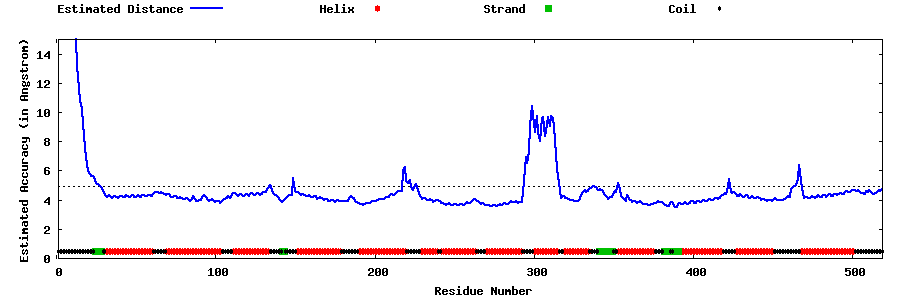 Estimated Distance Helix Strand Coil
Estimated Accuracy (in Angstrom)
14
12
10
8
6
4
2
0
0 100 200 300 400 500
Residue Number